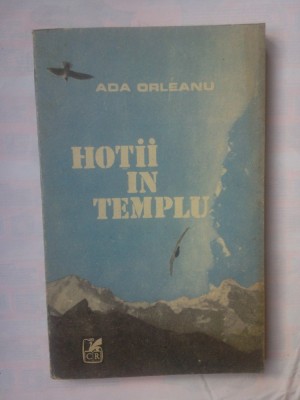 ADA ORLEANU
HOȚII
IN
TEMPLU
CR